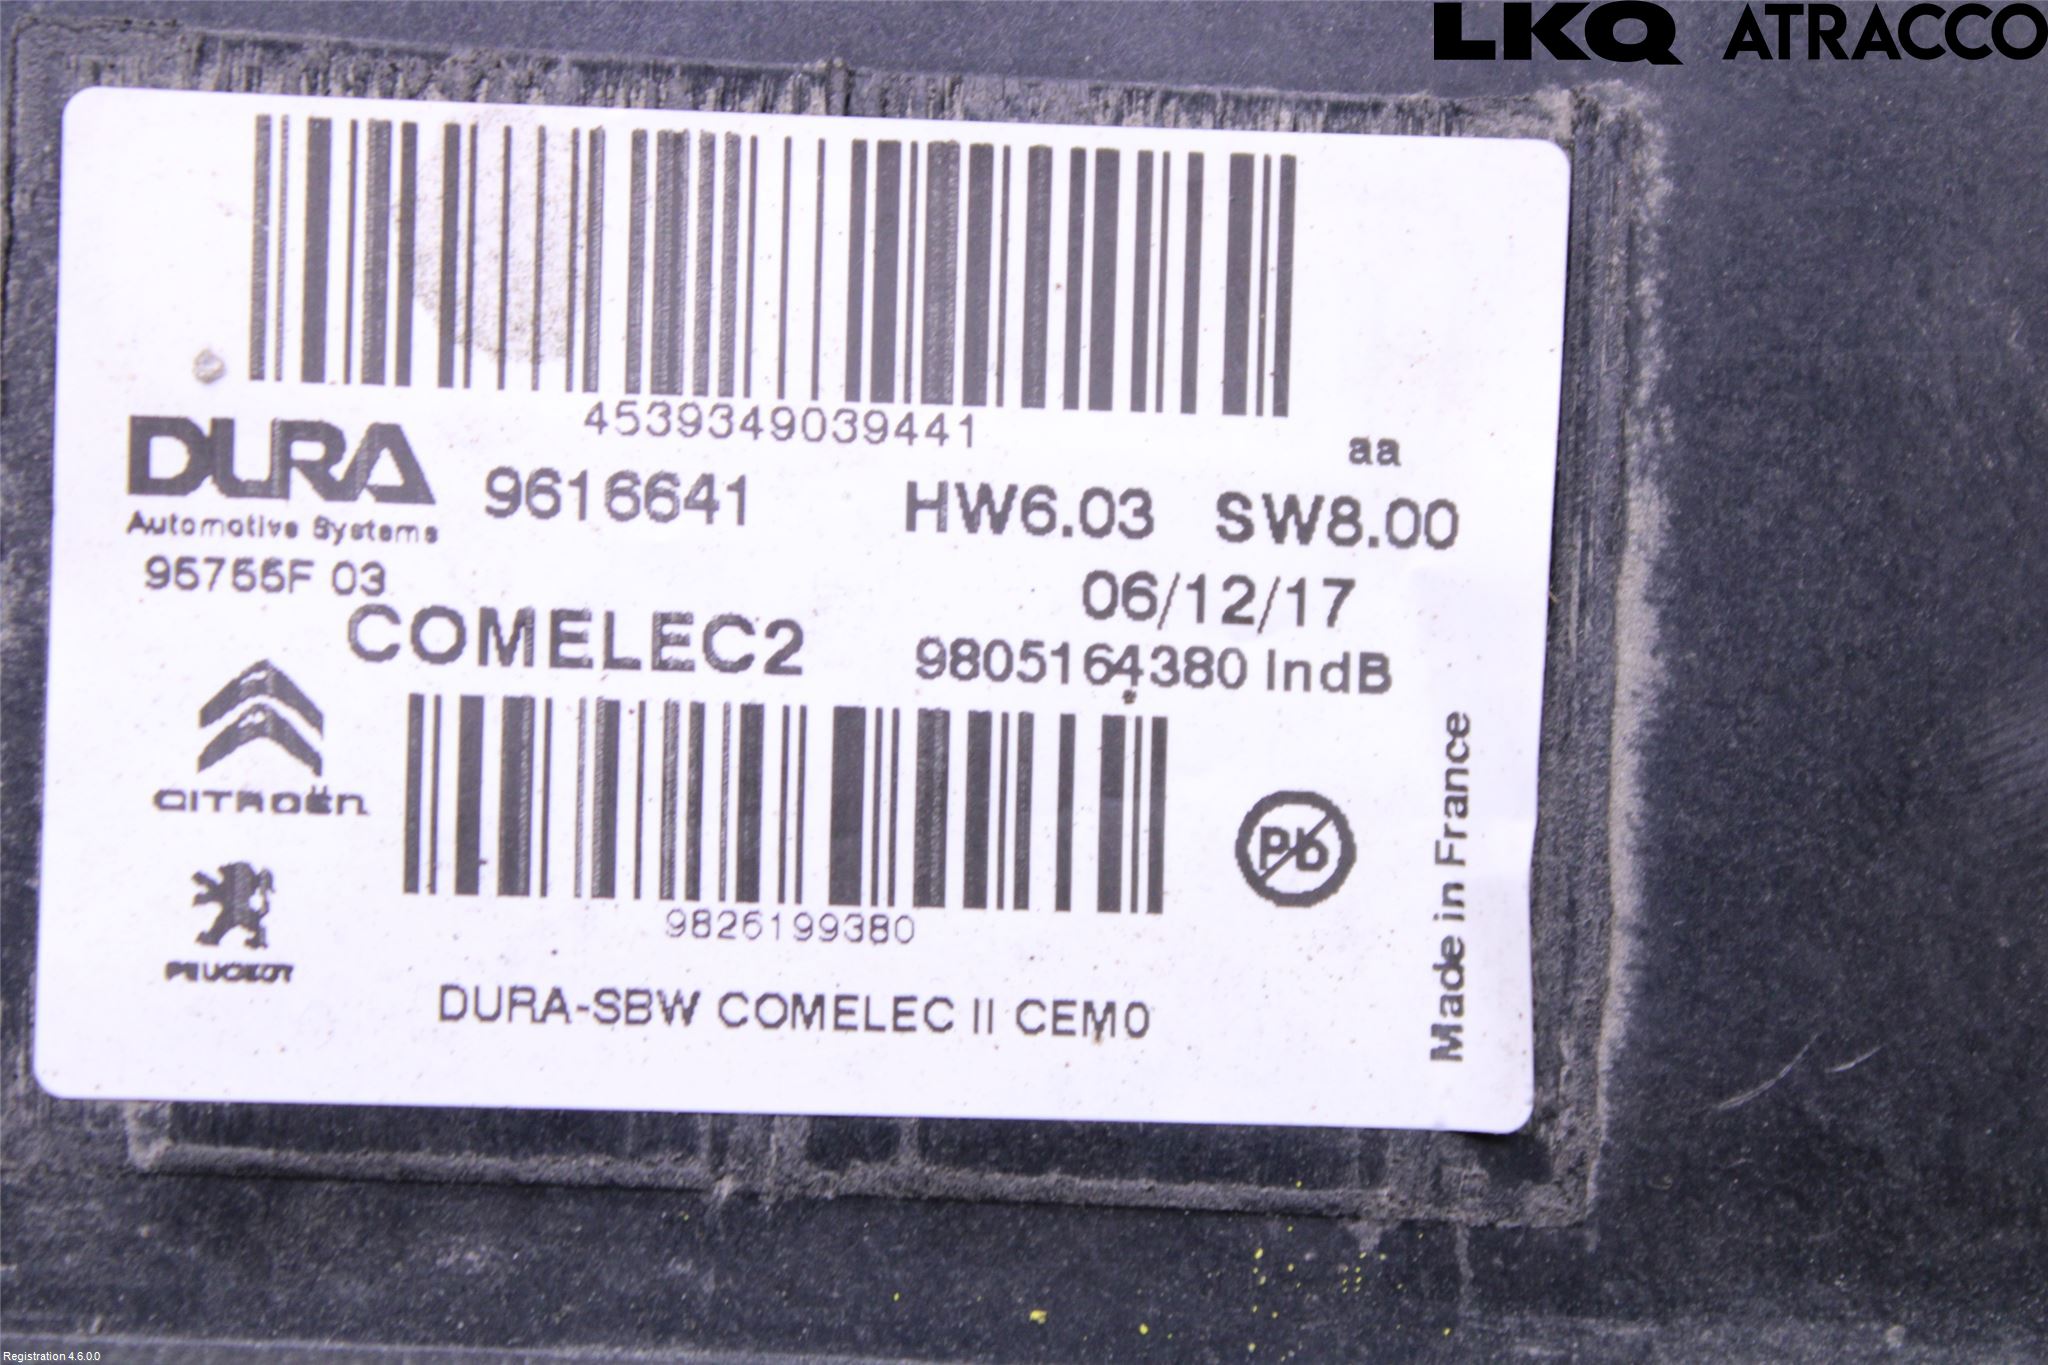 LKQ ATRACCO
4539349039441
aa
DURA
Automotive Systems
9616641 HW6.03 SW8.00
95755F 03
06/12/17
COMELEC2
9805164380 IndB
CITROËN
Pb
Made in France
9826199380
PEUGEOT
DURA-SBW COMELEC II CEM0
Registration 4.6.0.0